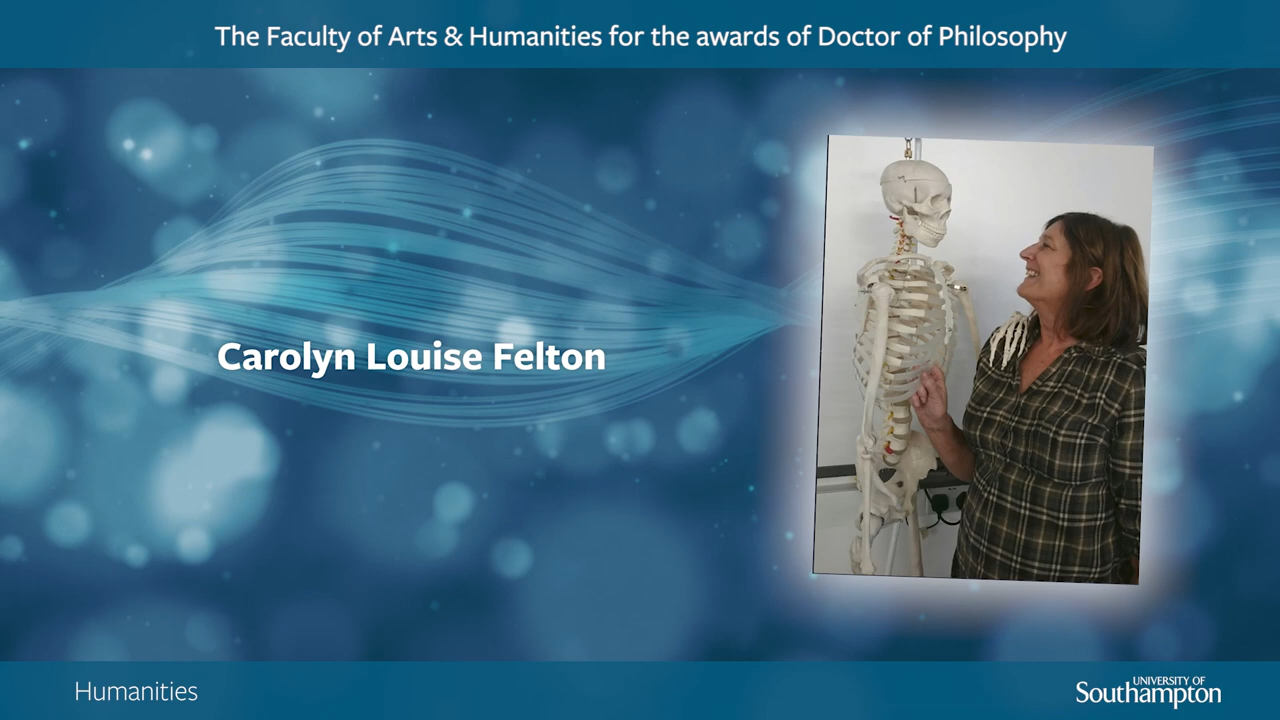 The Faculty of Arts & Humanities for the awards of Doctor of Philosophy
Carolyn Louise Felton
Humanities
UNIVERSITY OF
Southampton